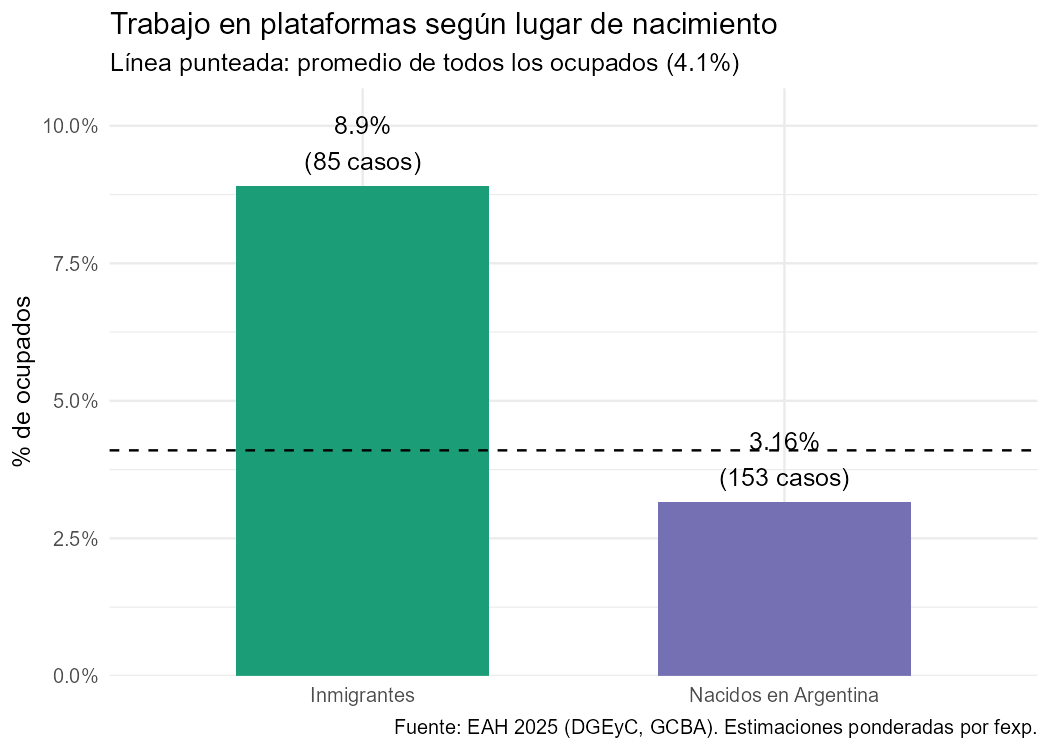 Trabajo en plataformas según lugar de nacimiento
Línea punteada: promedio de todos los ocupados (4.1%)
10.0%
7.5%
5.0%
2.5%
0.0%
% de ocupados
8.9%
(85 casos)
3.16%
(153 casos)
Inmigrantes
Nacidos en Argentina
Fuente: EAH 2025 (DGEyC, GCBA). Estimaciones ponderadas por fexp.